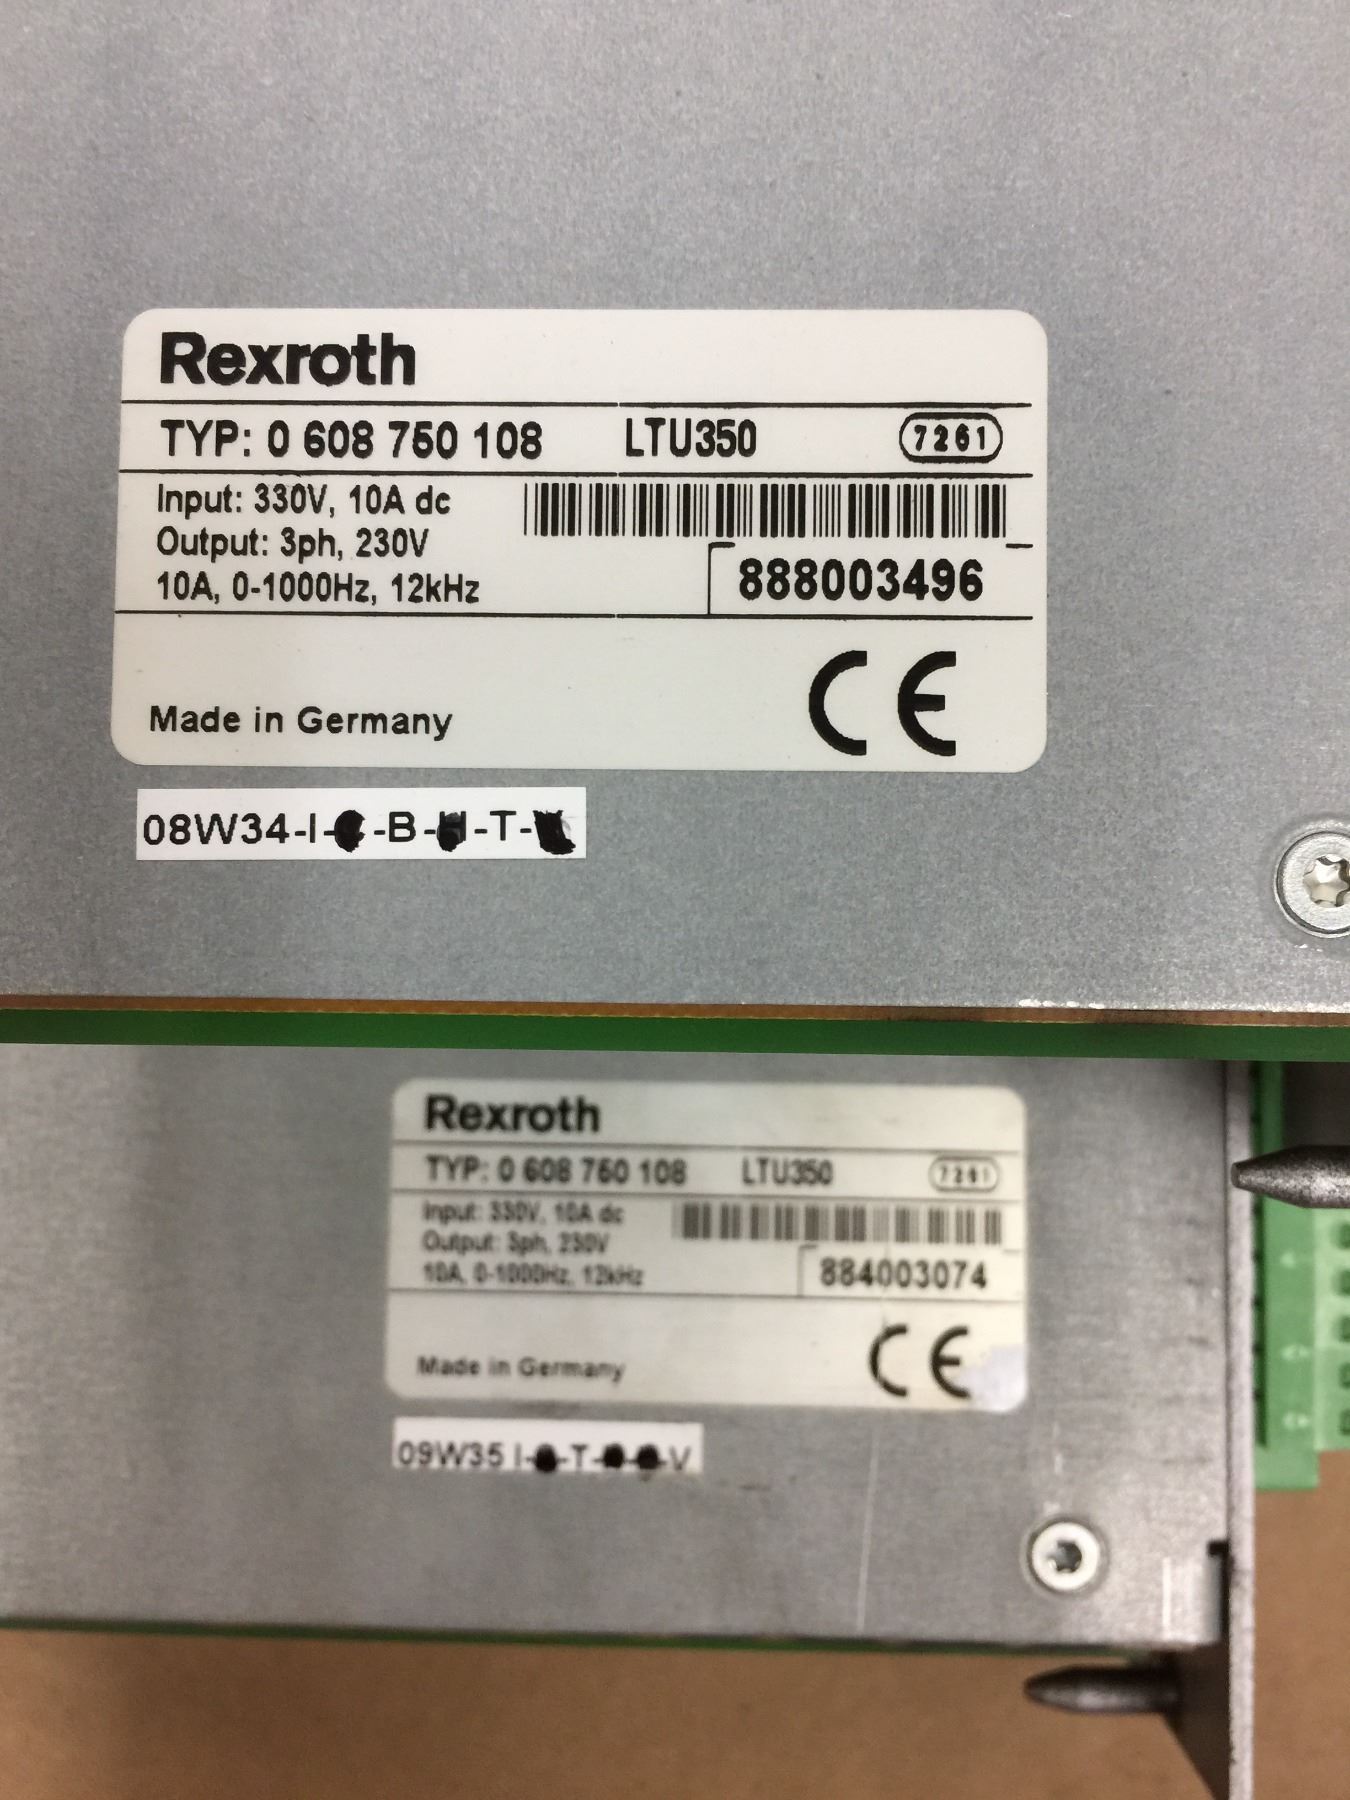 Rexroth
TYP: 0 608 750 108 LTU350 7261
Input: 330V, 10A dc
Output: 3ph, 230V
10A, 0-1000Hz, 12kHz
888003496
Made in Germany CE
08W34-I- -B- -T-
Rexroth
TYP: 0 608 750 108 LTU350 7261
Input: 330V, 10A dc
Output: 3ph, 230V
10A, 0-1000Hz, 12kHz
884003074
Made in Germany CE
09W35 I- -T- - -V